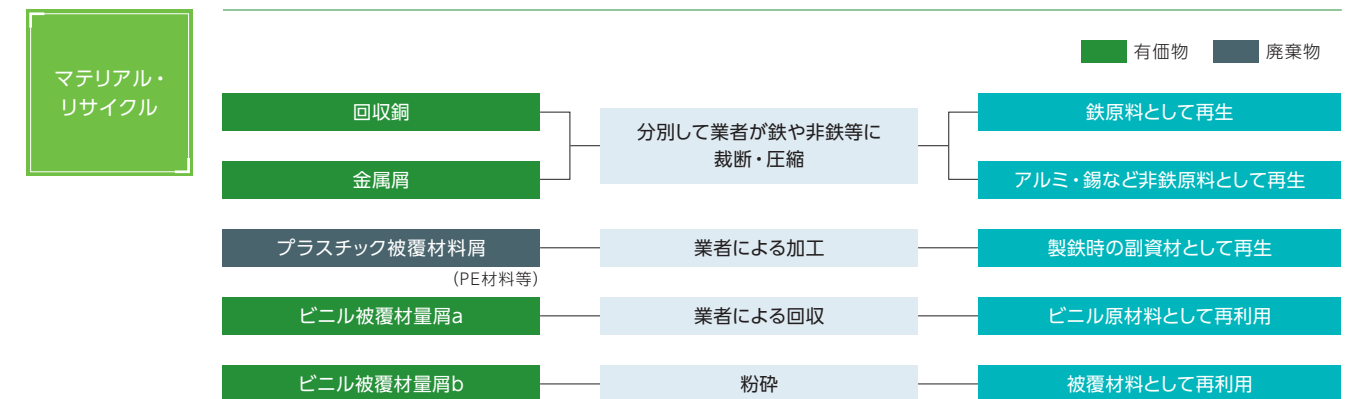 マテリアル・
リサイクル
有価物 廃棄物
回収銅
金属屑
分別して業者が鉄や非鉄等に
裁断・圧縮
鉄原料として再生
アルミ・錫など非鉄原料として再生
プラスチック被覆材料屑
(PE材料等)
業者による加工
製鉄時の副資材として再生
ビニル被覆材量屑a
業者による回収
ビニル原材料として再利用
ビニル被覆材量屑b
粉砕
被覆材料として再利用